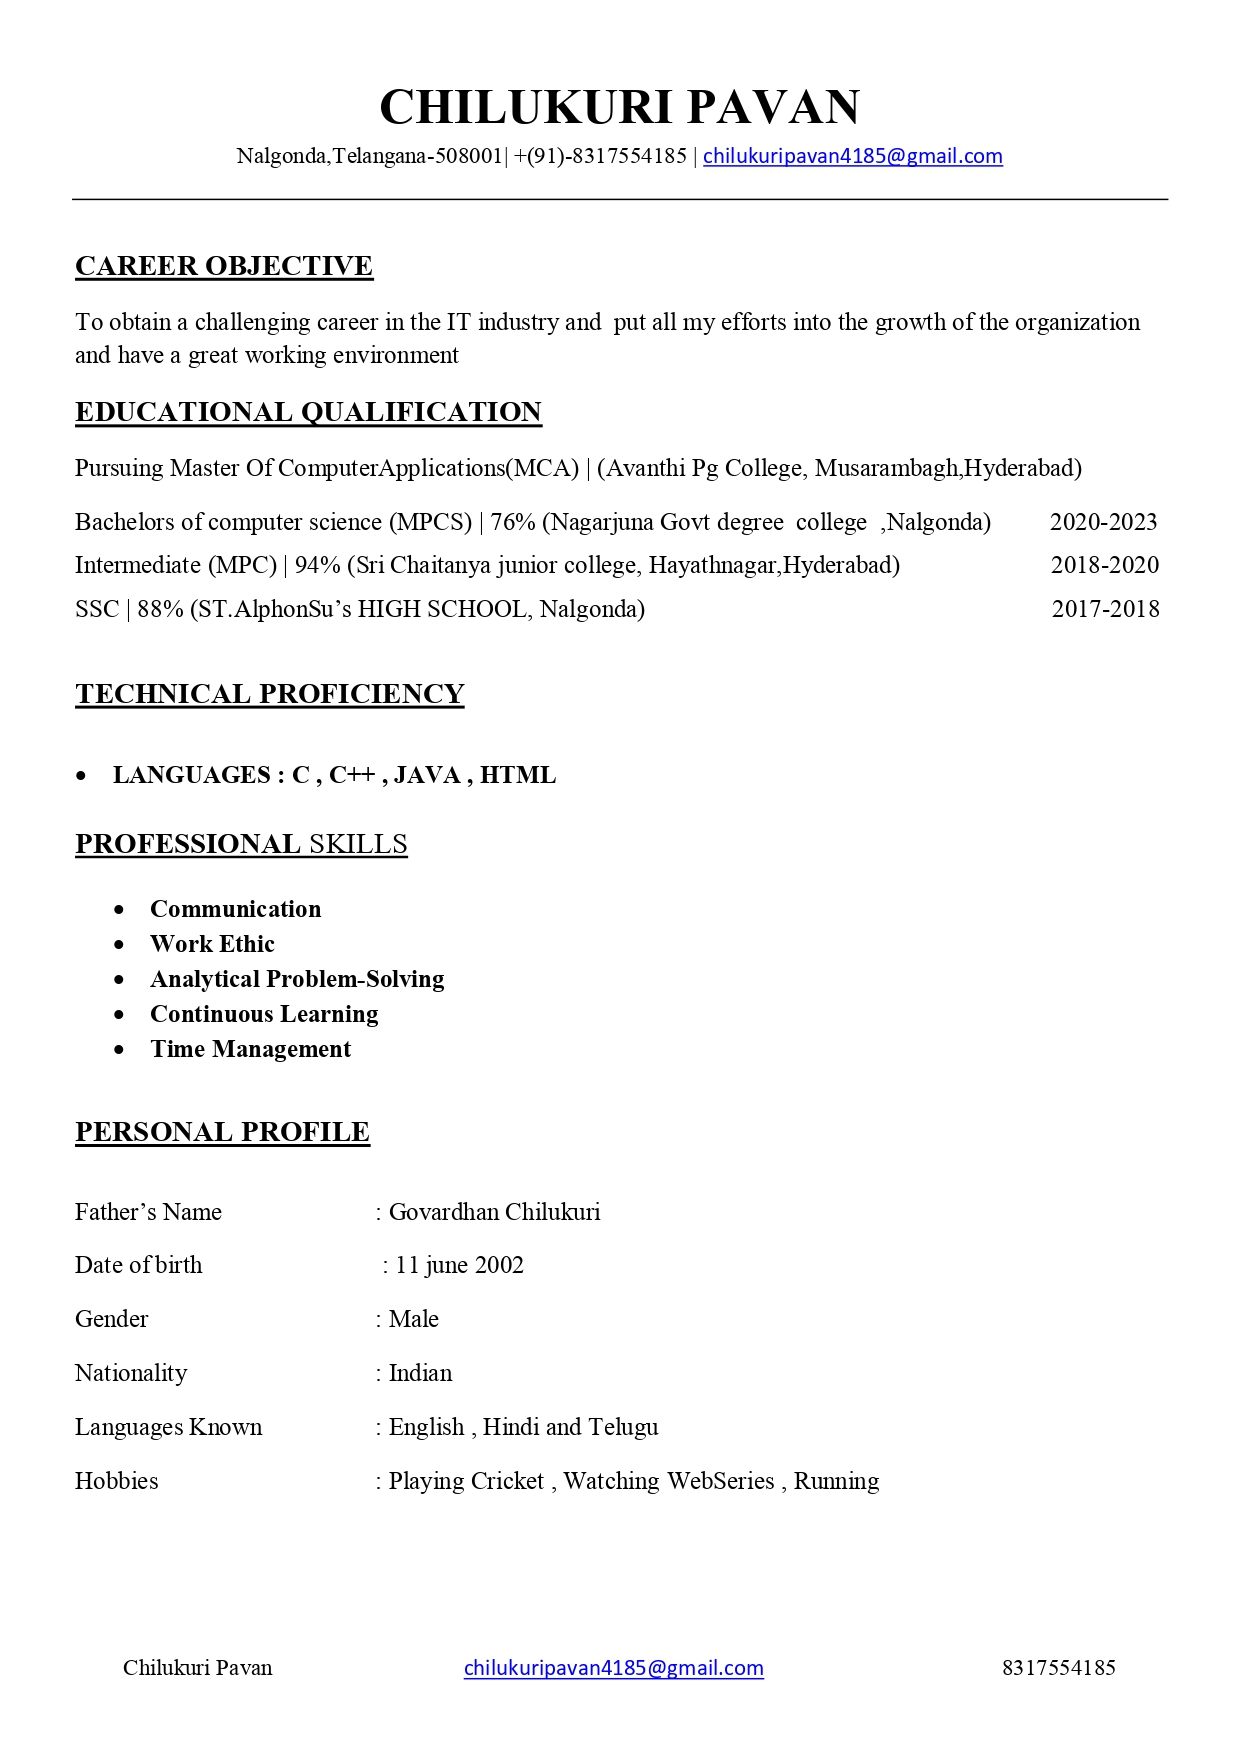 CHILUKURI PAVAN
Nalgonda,Telangana-508001| +(91)-8317554185 | chilukuripavan4185@gmail.com
CAREER OBJECTIVE
To obtain a challenging career in the IT industry and  put all my efforts into the growth of the organization
and have a great working environment
EDUCATIONAL QUALIFICATION
Pursuing Master Of ComputerApplications(MCA) | (Avanthi Pg College, Musarambagh,Hyderabad)
Bachelors of computer science (MPCS) | 76% (Nagarjuna Govt degree  college  ,Nalgonda) 2020-2023
Intermediate (MPC) | 94% (Sri Chaitanya junior college, Hayathnagar,Hyderabad) 2018-2020
SSC | 88% (ST.AlphonSu’s HIGH SCHOOL, Nalgonda) 2017-2018
TECHNICAL PROFICIENCY
• LANGUAGES : C , C++ , JAVA , HTML
PROFESSIONAL SKILLS
• Communication
• Work Ethic
• Analytical Problem-Solving
• Continuous Learning
• Time Management
PERSONAL PROFILE
Father’s Name : Govardhan Chilukuri
Date of birth : 11 june 2002
Gender : Male
Nationality : Indian
Languages Known : English , Hindi and Telugu
Hobbies : Playing Cricket , Watching WebSeries , Running
Chilukuri Pavan chilukuripavan4185@gmail.com 8317554185